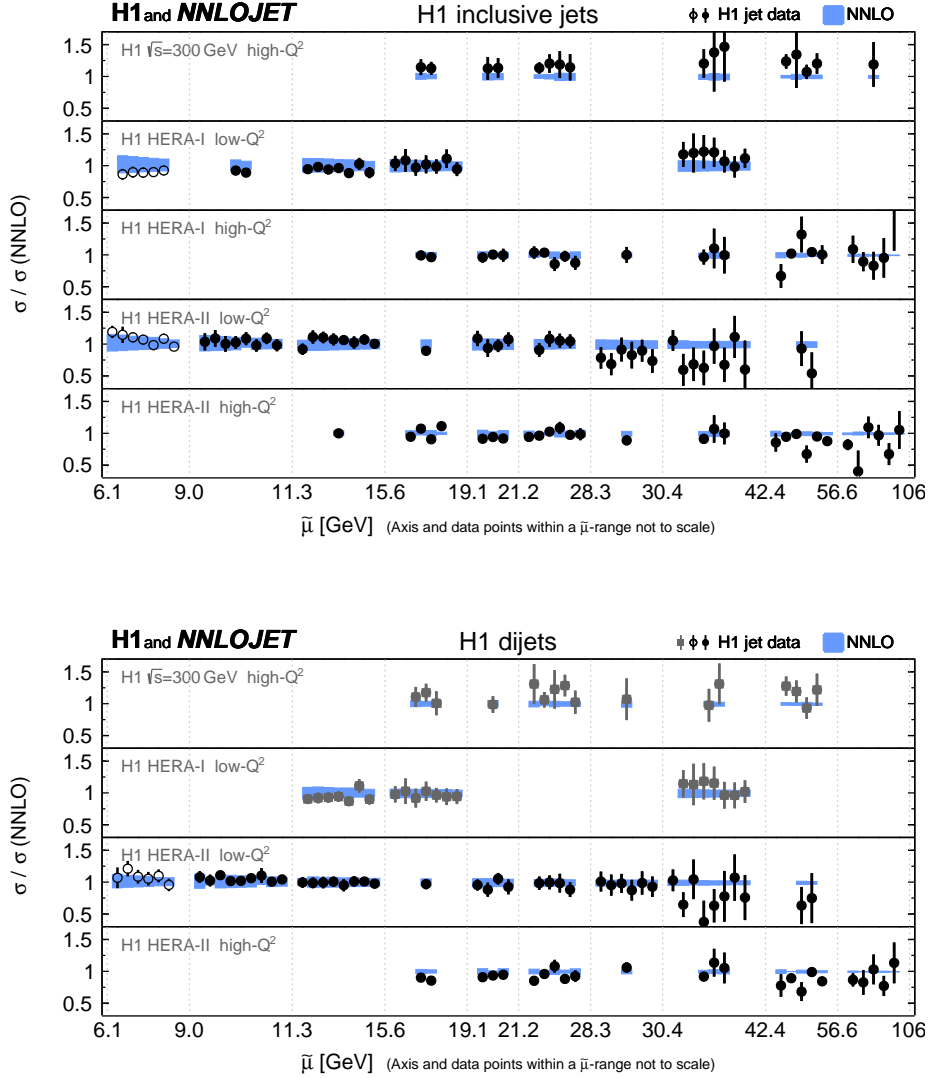 H1 and NNLOJET H1 inclusive jets H1 jet data NNLO
σ / σ (NNLO)
1.5
1
0.5
H1 √s=300 GeV high-Q²
1.5
1
0.5
H1 HERA-I low-Q²
1.5
1
0.5
H1 HERA-I high-Q²
1.5
1
0.5
H1 HERA-II low-Q²
1.5
1
0.5
H1 HERA-II high-Q²
6.1 9.0 11.3 15.6 19.1 21.2 28.3 30.4 42.4 56.6 106
μ̃ [GeV] (Axis and data points within a μ̃-range not to scale)
H1 and NNLOJET H1 dijets H1 jet data NNLO
σ / σ (NNLO)
1.5
1
0.5
H1 √s=300 GeV high-Q²
1.5
1
0.5
H1 HERA-I low-Q²
1.5
1
0.5
H1 HERA-II low-Q²
1.5
1
0.5
H1 HERA-II high-Q²
6.1 9.0 11.3 15.6 19.1 21.2 28.3 30.4 42.4 56.6 106
μ̃ [GeV] (Axis and data points within a μ̃-range not to scale)